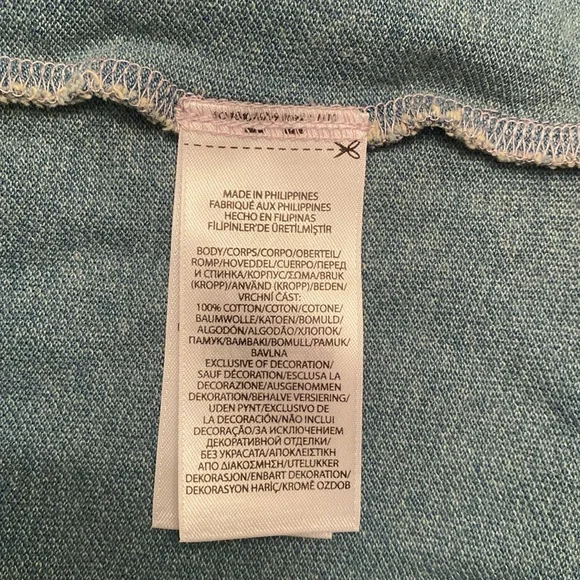 MADE IN PHILIPPINES
FABRIQUÉ AUX PHILIPPINES
HECHO EN FILIPINAS
FİLİPİNLER'DE ÜRETİLMİŞTİR
BODY/CORPS/CORPO/OBERTEIL/
ROMP/HOVEDDEL/CUERPO/ПЕРЕД
И СПИНКА/КОРПУС/ΣΩΜΑ/BRUK
(KROPP)/ANVÄND (KROPP)/BEDEN/
VRCHNÍ ČÁST:
100% COTTON/COTON/COTONE/
BAUMWOLLE/KATOEN/BOMULD/
ALGODÓN/ALGODÃO/ХЛОПОК/
ПАМУК/ΒΑΜΒΑΚΙ/BOMULL/PAMUK/
BAVLNA
EXCLUSIVE OF DECORATION/
SAUF DÉCORATION/ESCLUSA LA
DECORAZIONE/AUSGENOMMEN
DEKORATION/BEHALVE VERSIERING/
UDEN PYNT/EXCLUSIVO DE
LA DECORACIÓN/NÃO INCLUI
DECORAÇÃO/ЗА ИСКЛЮЧЕНИЕМ
ДЕКОРАТИВНОЙ ОТДЕЛКИ/
БЕЗ УКРАСАТА/ΑΠΟΚΛΕΙΣΤΙΚΗ
ΑΠΟ ΔΙΑΚΟΣΜΗΣΗ/UTELUKKER
DEKORASJON/ENBART DEKORATION/
DEKORASYON HARİÇ/KROMĚ OZDOB